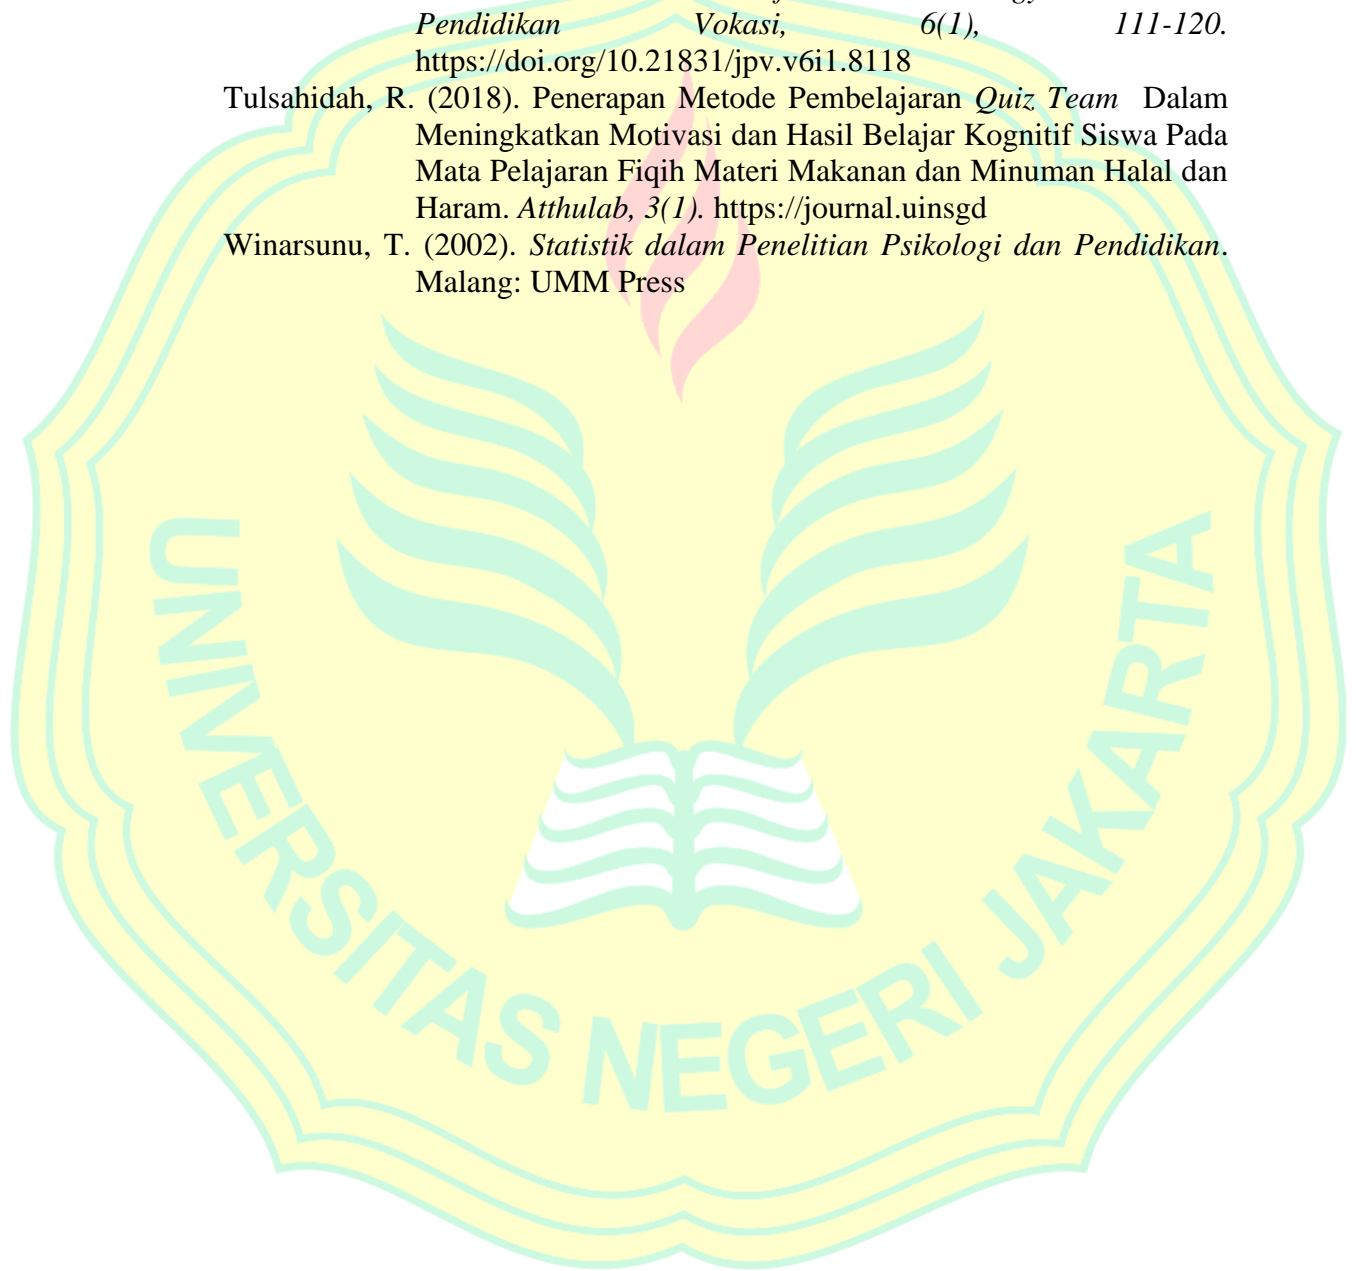 Pendidikan Vokasi, 6(1), 111-120.
https://doi.org/10.21831/jpv.v6i1.8118
Tulsahidah, R. (2018). Penerapan Metode Pembelajaran Quiz Team Dalam
Meningkatkan Motivasi dan Hasil Belajar Kognitif Siswa Pada
Mata Pelajaran Fiqih Materi Makanan dan Minuman Halal dan
Haram. Atthulab, 3(1). https://journal.uinsgd
Winarsunu, T. (2002). Statistik dalam Penelitian Psikologi dan Pendidikan.
Malang: UMM Press
UNIVERSITAS NEGERI JAKARTA